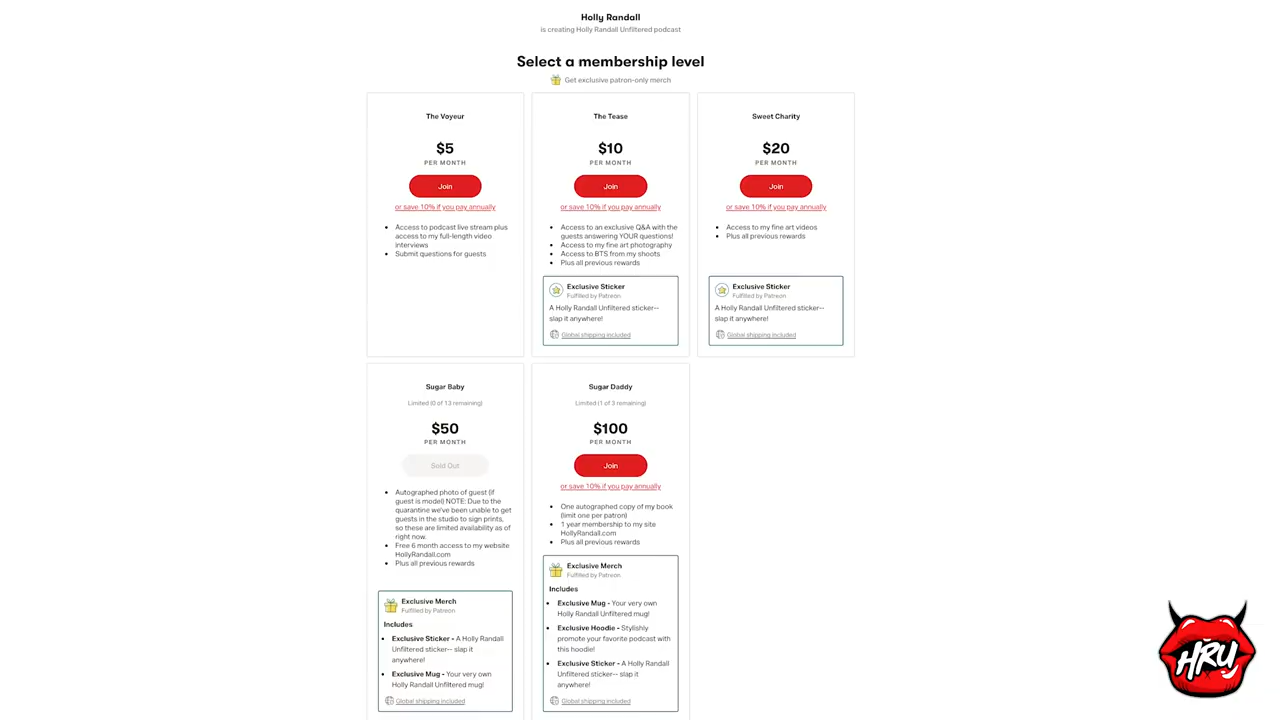 Holly Randall
is creating Holly Randall Unfiltered podcast
Select a membership level
Get exclusive patron-only merch
The Voyeur
$5
PER MONTH
Join
or save 10% if you pay annually
Access to podcast live stream plus
access to my full-length video
interviews
Submit questions for guests
The Tease
$10
PER MONTH
Join
or save 10% if you pay annually
Access to an exclusive Q&A with the
guests answering YOUR questions!
Access to my fine art photography
Access to BTS from my shoots
Plus all previous rewards
Exclusive Sticker
Fulfilled by Patreon
A Holly Randall Unfiltered sticker--
slap it anywhere!
Global shipping included
Sweet Charity
$20
PER MONTH
Join
or save 10% if you pay annually
Access to my fine art videos
Plus all previous rewards
Exclusive Sticker
Fulfilled by Patreon
A Holly Randall Unfiltered sticker--
slap it anywhere!
Global shipping included
Sugar Baby
Limited (0 of 13 remaining)
$50
PER MONTH
Sold Out
Autographed photo of guest (if
guest is model) NOTE: Due to the
quarantine we've been unable to get
guests in the studio to sign prints,
so these are limited availability as of
right now.
Free 6 month access to my website
HollyRandall.com
Plus all previous rewards
Exclusive Merch
Fulfilled by Patreon
Includes
Exclusive Sticker - A Holly Randall
Unfiltered sticker-- slap it
anywhere!
Exclusive Mug - Your very own
Holly Randall Unfiltered mug!
Global shipping included
Sugar Daddy
Limited (1 of 3 remaining)
$100
PER MONTH
Join
or save 10% if you pay annually
One autographed copy of my book
(limit one per patron)
1 year membership to my site
HollyRandall.com
Plus all previous rewards
Exclusive Merch
Fulfilled by Patreon
Includes
Exclusive Mug - Your very own
Holly Randall Unfiltered mug!
Exclusive Hoodie - Stylishly
promote your favorite podcast with
this hoodie!
Exclusive Sticker - A Holly Randall
Unfiltered sticker-- slap it
anywhere!
Global shipping included
HRU